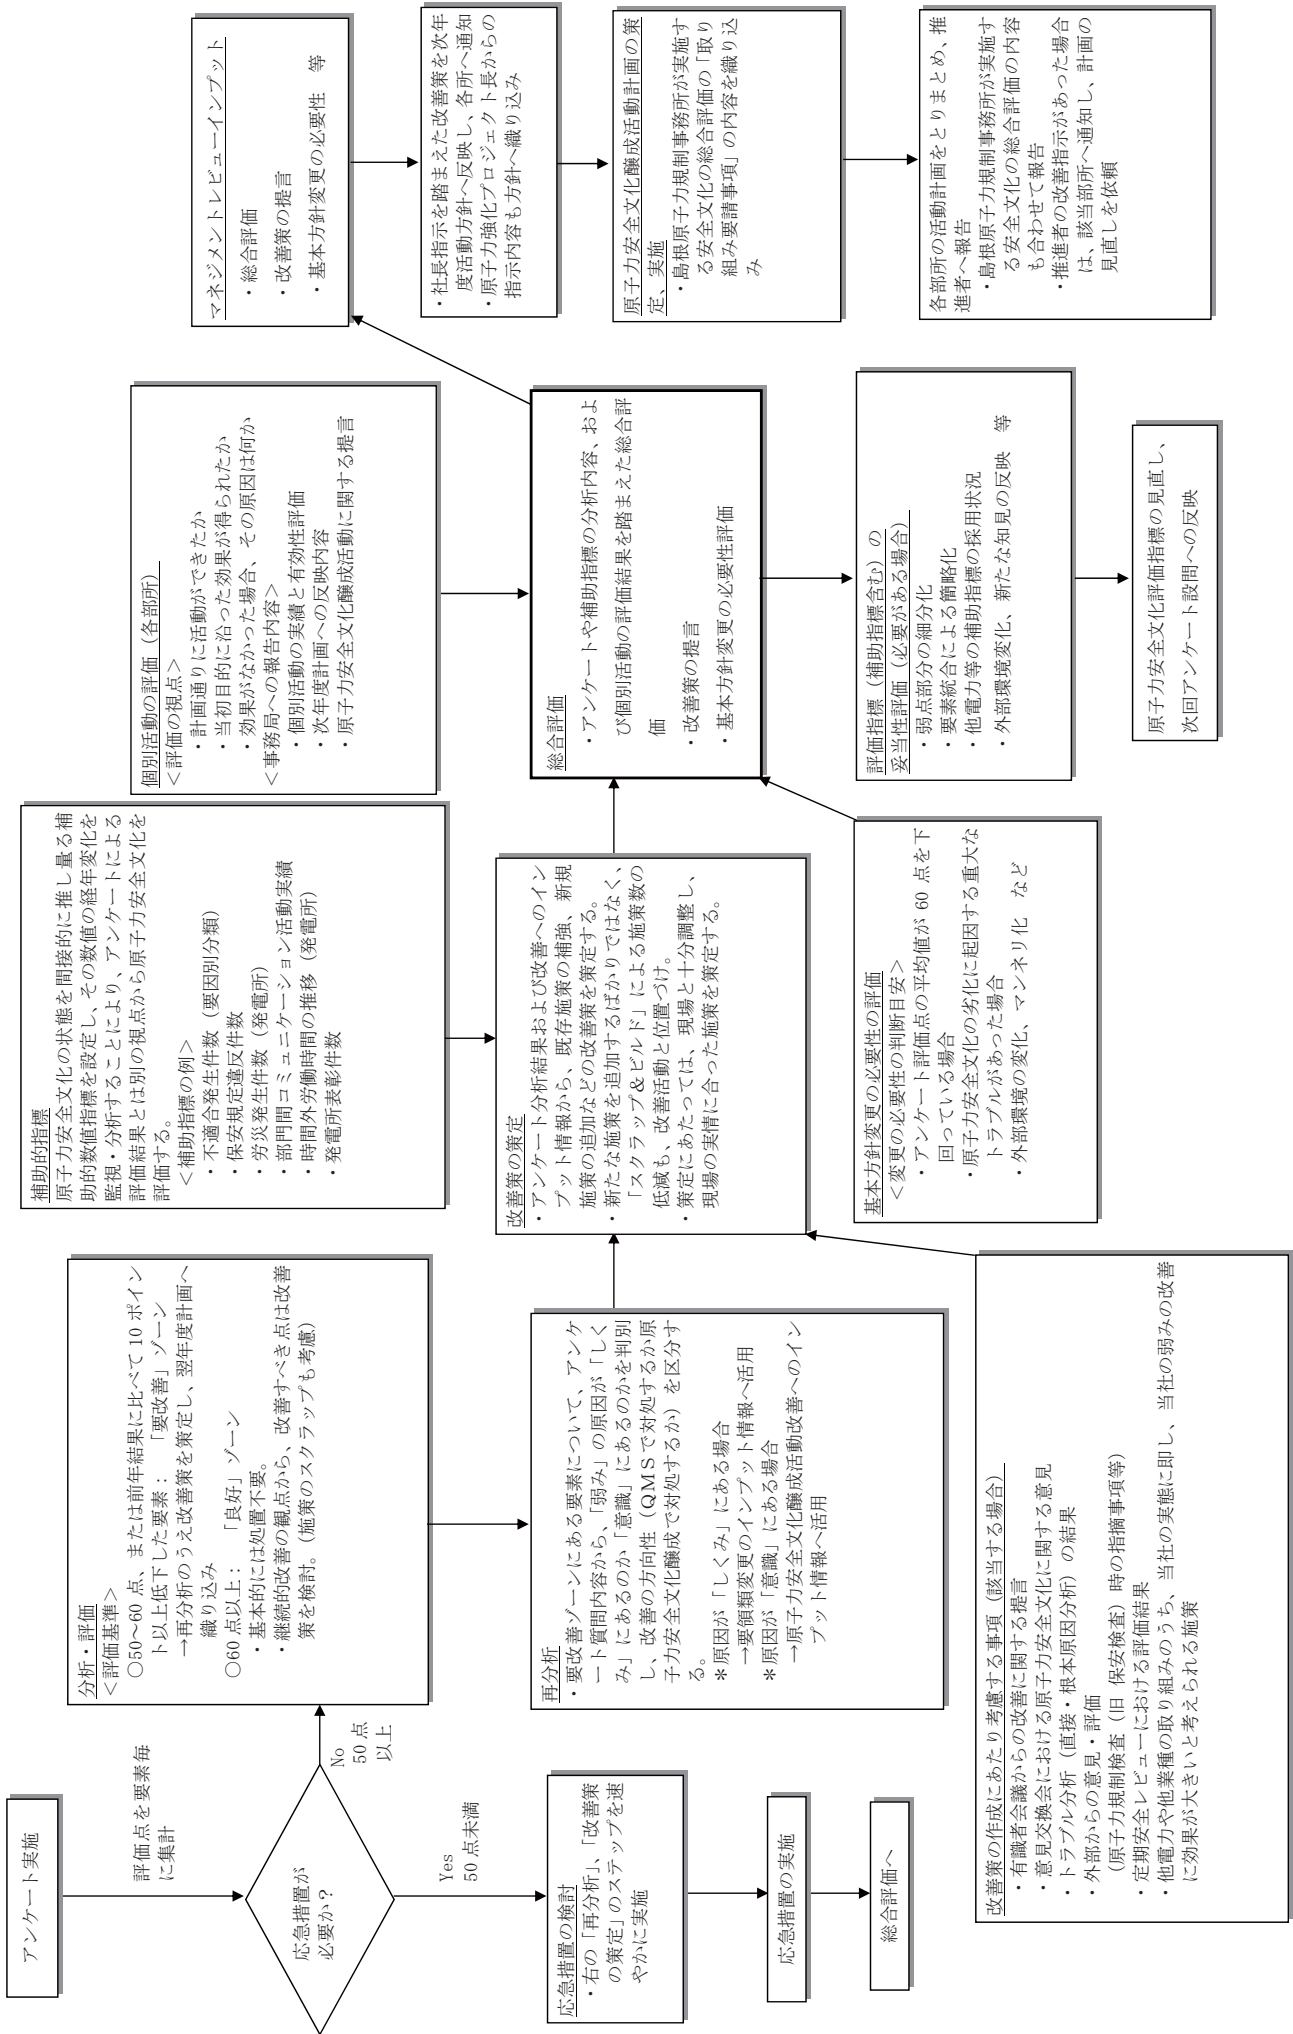 アンケート実施
評価点を要素毎
に集計
応急措置が
必要か?
Yes
50 点未満
No
50 点
以上
応急措置の検討
・右の「再分析」、「改善策
の策定」のステップを速
やかに実施
応急措置の実施
総合評価へ
分析・評価
<評価基準>
○50~60 点、または前年結果に比べて 10 ポイン
ト以上低下した要素: 「要改善」ゾーン
→再分析のうえ改善策を策定し、翌年度計画へ
織り込み
○60 点以上: 「良好」ゾーン
・基本的には処置不要。
・継続的改善の観点から、改善すべき点は改善
策を検討。(施策のスクラップも考慮)
再分析
・要改善ゾーンにある要素について、アンケ
ート質問内容から、「弱み」の原因が「しく
み」にあるのか「意識」にあるのかを判別
し、改善の方向性(QMSで対処するか原
子力安全文化醸成で対処するか)を区分す
る。
*原因が「しくみ」にある場合
→要領類変更のインプット情報へ活用
*原因が「意識」にある場合
→原子力安全文化醸成活動改善へのイン
プット情報へ活用
改善策の作成にあたり考慮する事項(該当する場合)
・有識者会議からの改善に関する提言
・意見交換会における原子力安全文化に関する意見
・トラブル分析(直接・根本原因分析)の結果
・外部からの意見・評価
(原子力規制検査(旧 保安検査)時の指摘事項等)
・定期安全レビューにおける評価結果
・他電力や他業種の取り組みのうち、当社の実態に即し、当社の弱みの改善
に効果が大きいと考えられる施策
補助的指標
原子力安全文化の状態を間接的に推し量る補
助的数値指標を設定し、その数値の経年変化を
監視・分析することにより、アンケートによる
評価結果とは別の視点から原子力安全文化を
評価する。
<補助指標の例>
・不適合発生件数(要因別分類)
・保安規定違反件数
・労災発生件数(発電所)
・部門間コミュニケーション活動実績
・時間外労働時間の推移(発電所)
・発電所表彰件数
改善策の策定
・アンケート分析結果および改善へのイン
プット情報から、既存施策の補強、新規
施策の追加などの改善策を策定する。
・新たな施策を追加するばかりではなく、
「スクラップ&ビルド」による施策数の
低減も、改善活動と位置づけ。
・策定にあたっては、現場と十分調整し、
現場の実情に合った施策を策定する。
基本方針変更の必要性の評価
<変更の必要性の判断目安>
・アンケート評価点の平均値が 60 点を下
回っている場合
・原子力安全文化の劣化に起因する重大な
トラブルがあった場合
・外部環境の変化、マンネリ化 など
個別活動の評価(各部所)
<評価の視点>
・計画通りに活動ができたか
・当初目的に沿った効果が得られたか
・効果がなかった場合、その原因は何か
<事務局への報告内容>
・個別活動の実績と有効性評価
・次年度計画への反映内容
・原子力安全文化醸成活動に関する提言
総合評価
・アンケートや補助指標の分析内容、およ
び個別活動の評価結果を踏まえた総合評
価
・改善策の提言
・基本方針変更の必要性評価
評価指標(補助指標含む)の
妥当性評価(必要がある場合)
・弱点部分の細分化
・要素統合による簡略化
・他電力等の補助指標の採用状況
・外部環境変化、新たな知見の反映 等
原子力安全文化評価指標の見直し、
次回アンケート設問への反映
マネジメントレビューインプット
・総合評価
・改善策の提言
・基本方針変更の必要性 等
・社長指示を踏まえた改善策を次年
度活動方針へ反映し、各所へ通知
・原子力強化プロジェクト長からの
指示内容も方針へ織り込み
原子力安全文化醸成活動計画の策
定、実施
・島根原子力規制事務所が実施す
る安全文化の総合評価の「取り
組み要請事項」の内容を織り込
み
各部所の活動計画をとりまとめ、推
進者へ報告
・島根原子力規制事務所が実施す
る安全文化の総合評価の内容
も合わせて報告
・推進者の改善指示があった場合
は、該当部所へ通知し、計画の
見直しを依頼